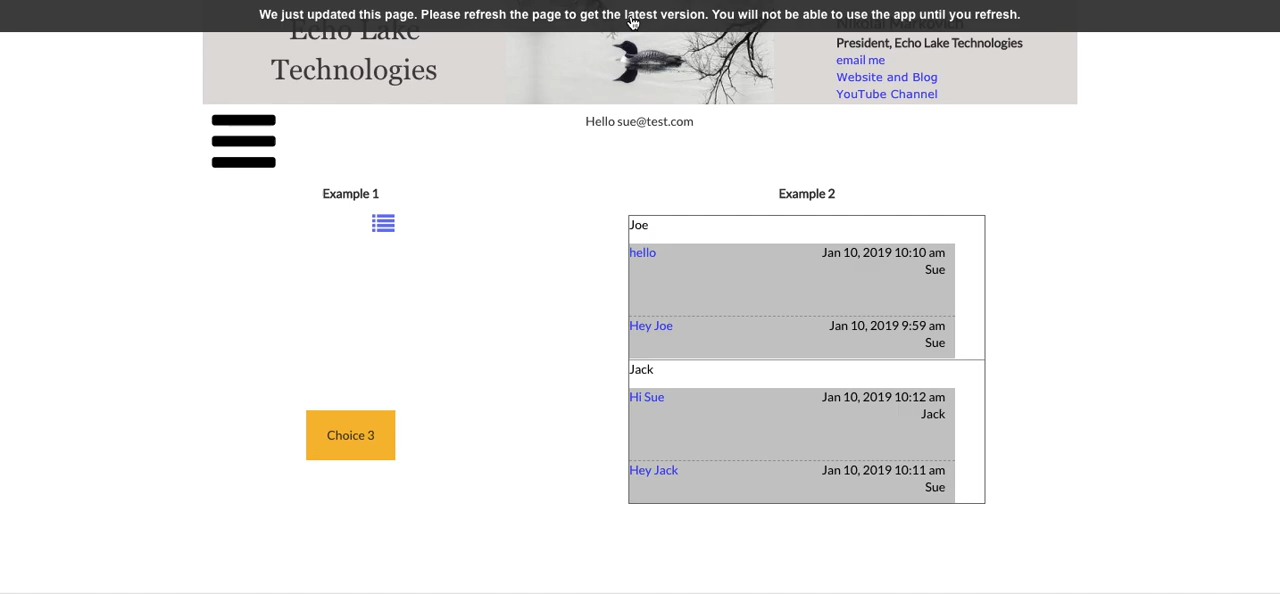 We just updated this page. Please refresh the page to get the latest version. You will not be able to use the app until you refresh.
Echo Lake
Technologies
Nikolai Markovich
President, Echo Lake Technologies
email me
Website and Blog
YouTube Channel
Hello sue@test.com
Example 1
Choice 3
Example 2
Joe
hello
Jan 10, 2019 10:10 am
Sue
Hey Joe
Jan 10, 2019 9:59 am
Sue
Jack
Hi Sue
Jan 10, 2019 10:12 am
Jack
Hey Jack
Jan 10, 2019 10:11 am
Sue